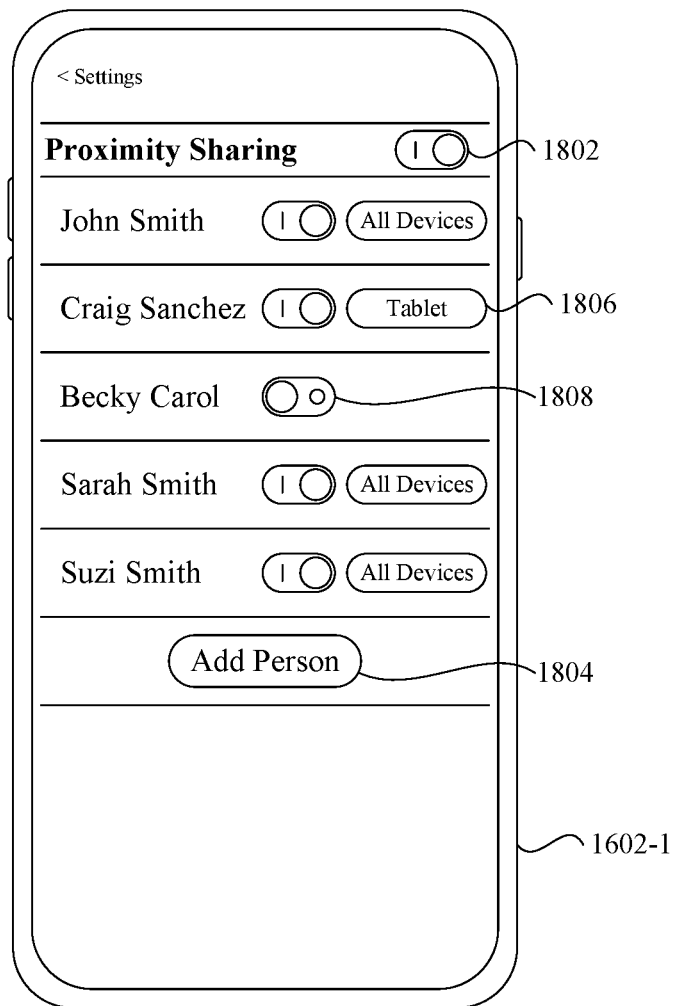 < Settings
Proximity Sharing 1802
John Smith All Devices
Craig Sanchez Tablet 1806
Becky Carol 1808
Sarah Smith All Devices
Suzi Smith All Devices
Add Person 1804
1602-1